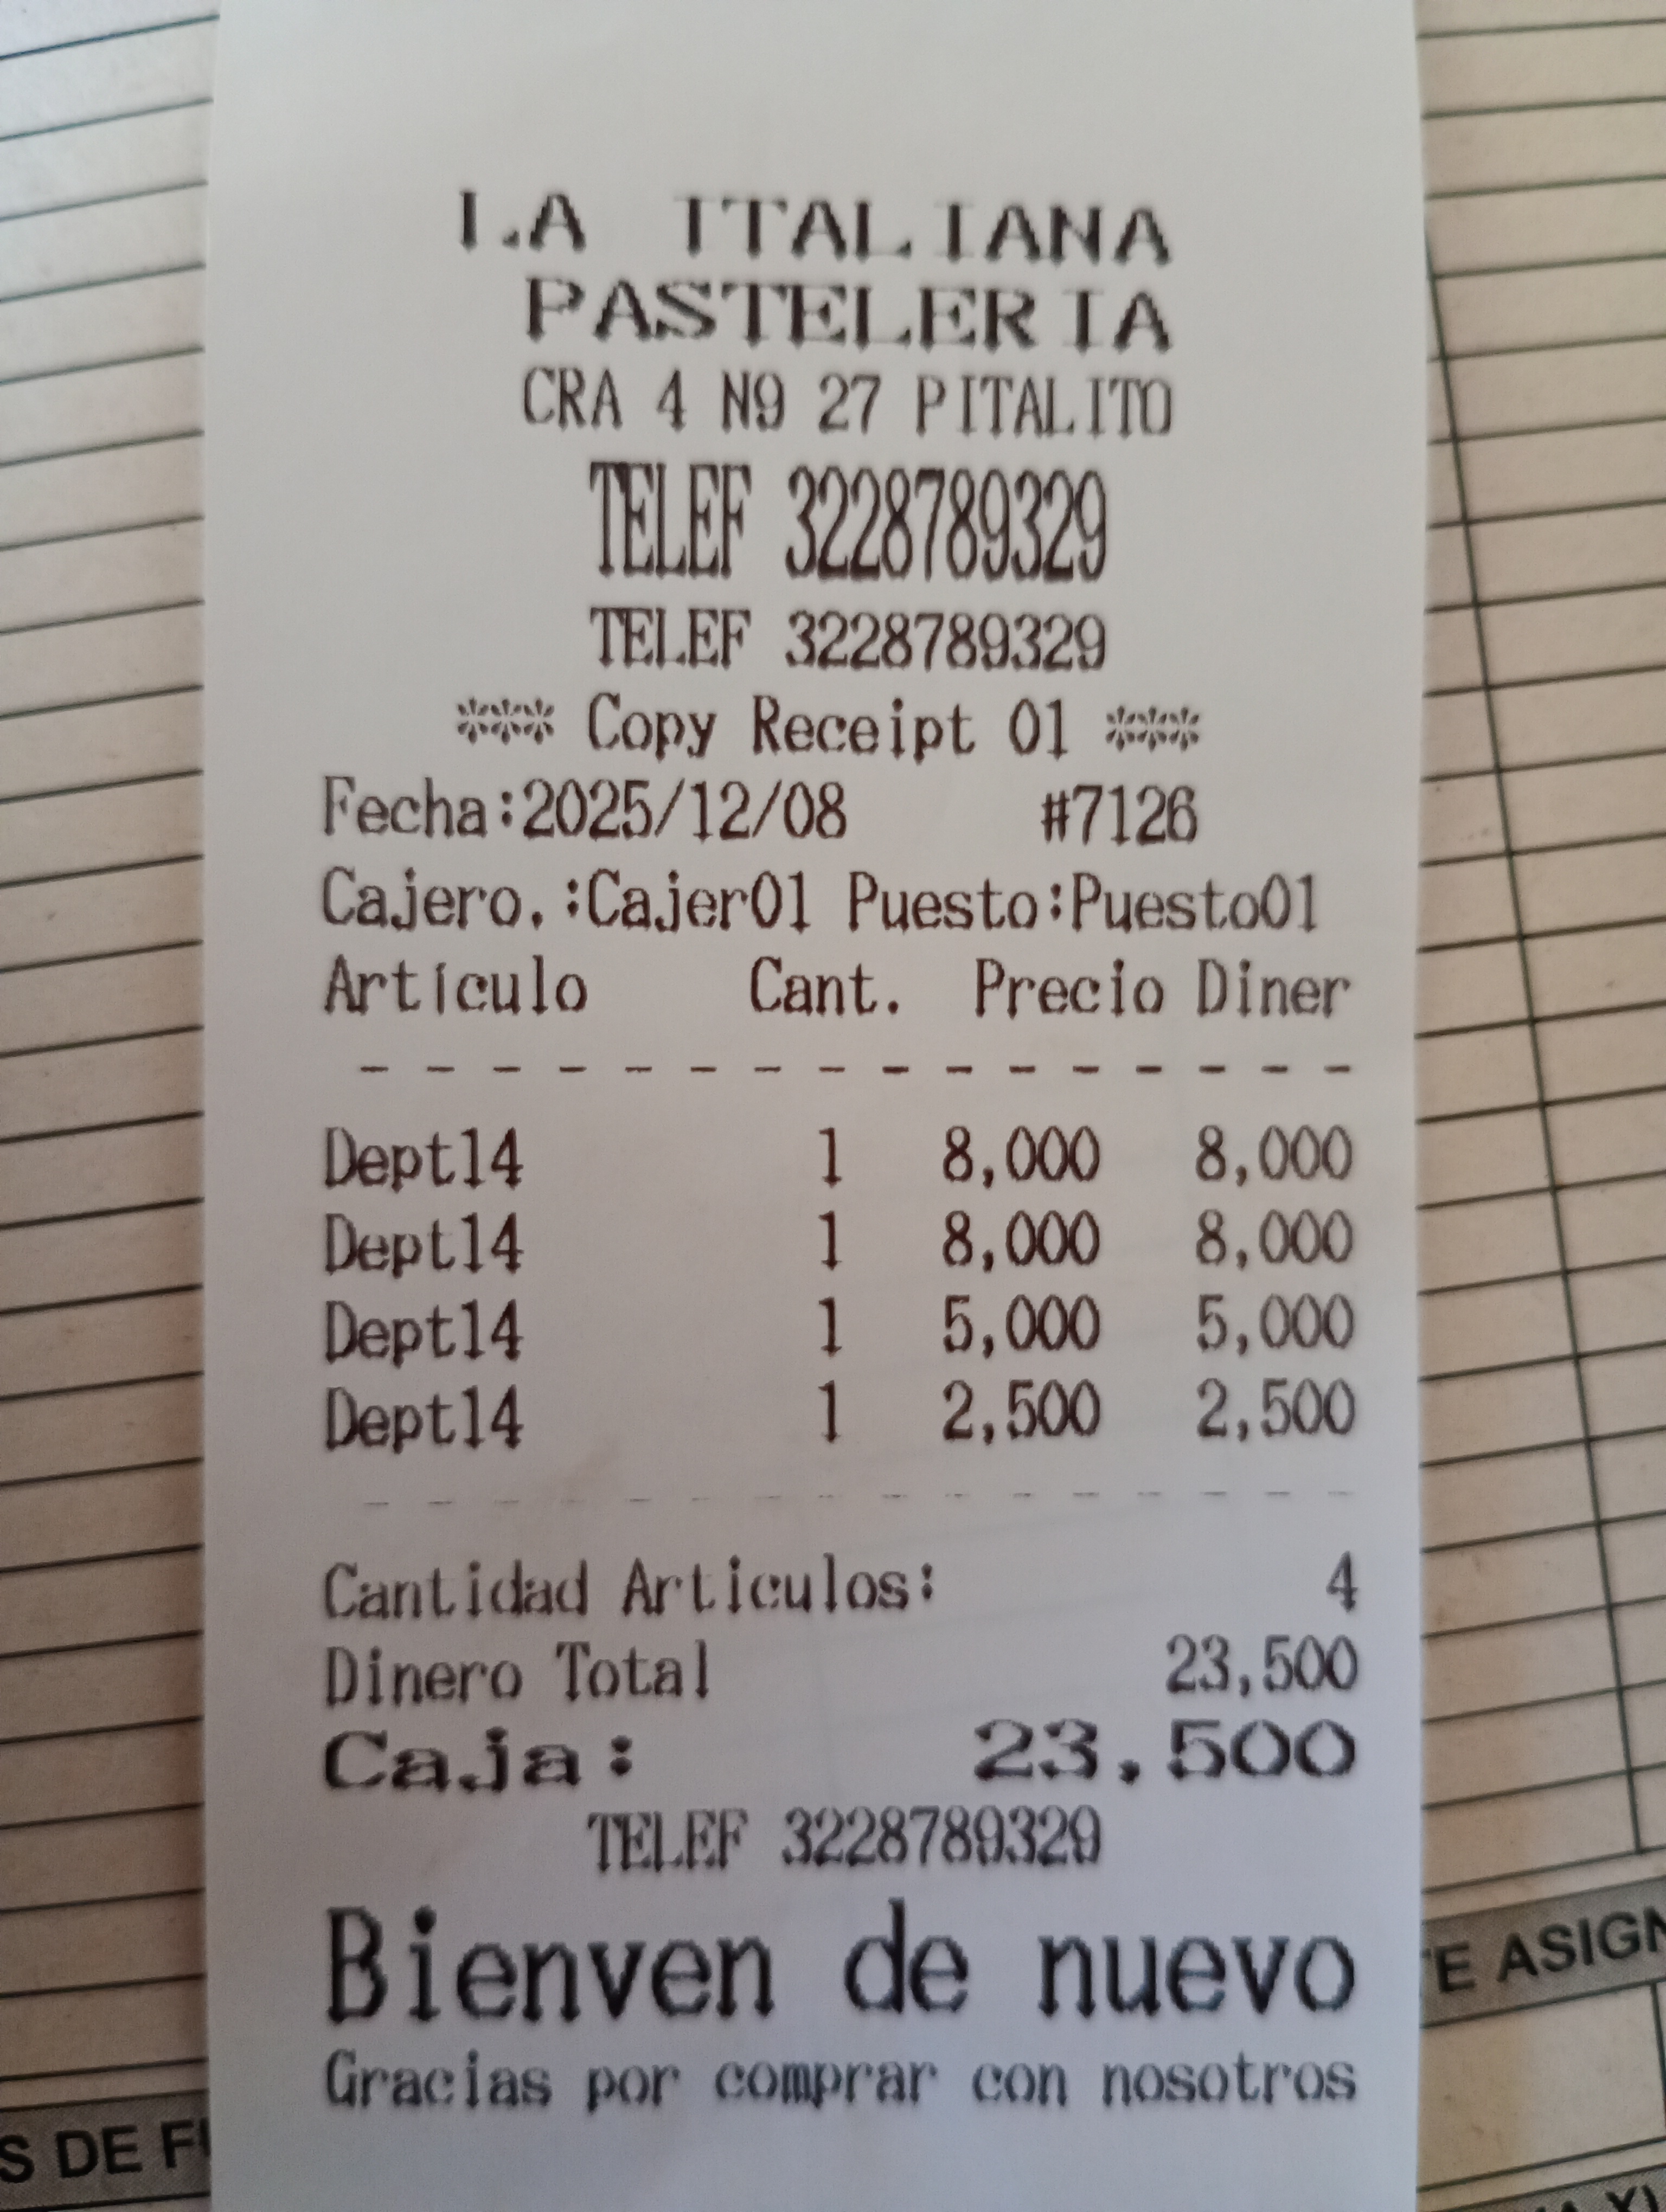 LA ITALIANA
PASTELERIA
CRA 4 N9 27 PITALITO
TELEF 3228789329
TELEF 3228789329
*** Copy Receipt 01 ***
Fecha:2025/12/08 #7126
Cajero.:Cajer01 Puesto:Puesto01
Artículo Cant. Precio Diner
- - - - - - - - - - - - - - - -
Dept14 1 8,000 8,000
Dept14 1 8,000 8,000
Dept14 1 5,000 5,000
Dept14 1 2,500 2,500
- - - - - - - - - - - - - - - -
Cantidad Artículos: 4
Dinero Total 23,500
Caja: 23.500
TELEF 3228789329
Bienven de nuevo
Gracias por comprar con nosotros
E ASIGN
S DE F